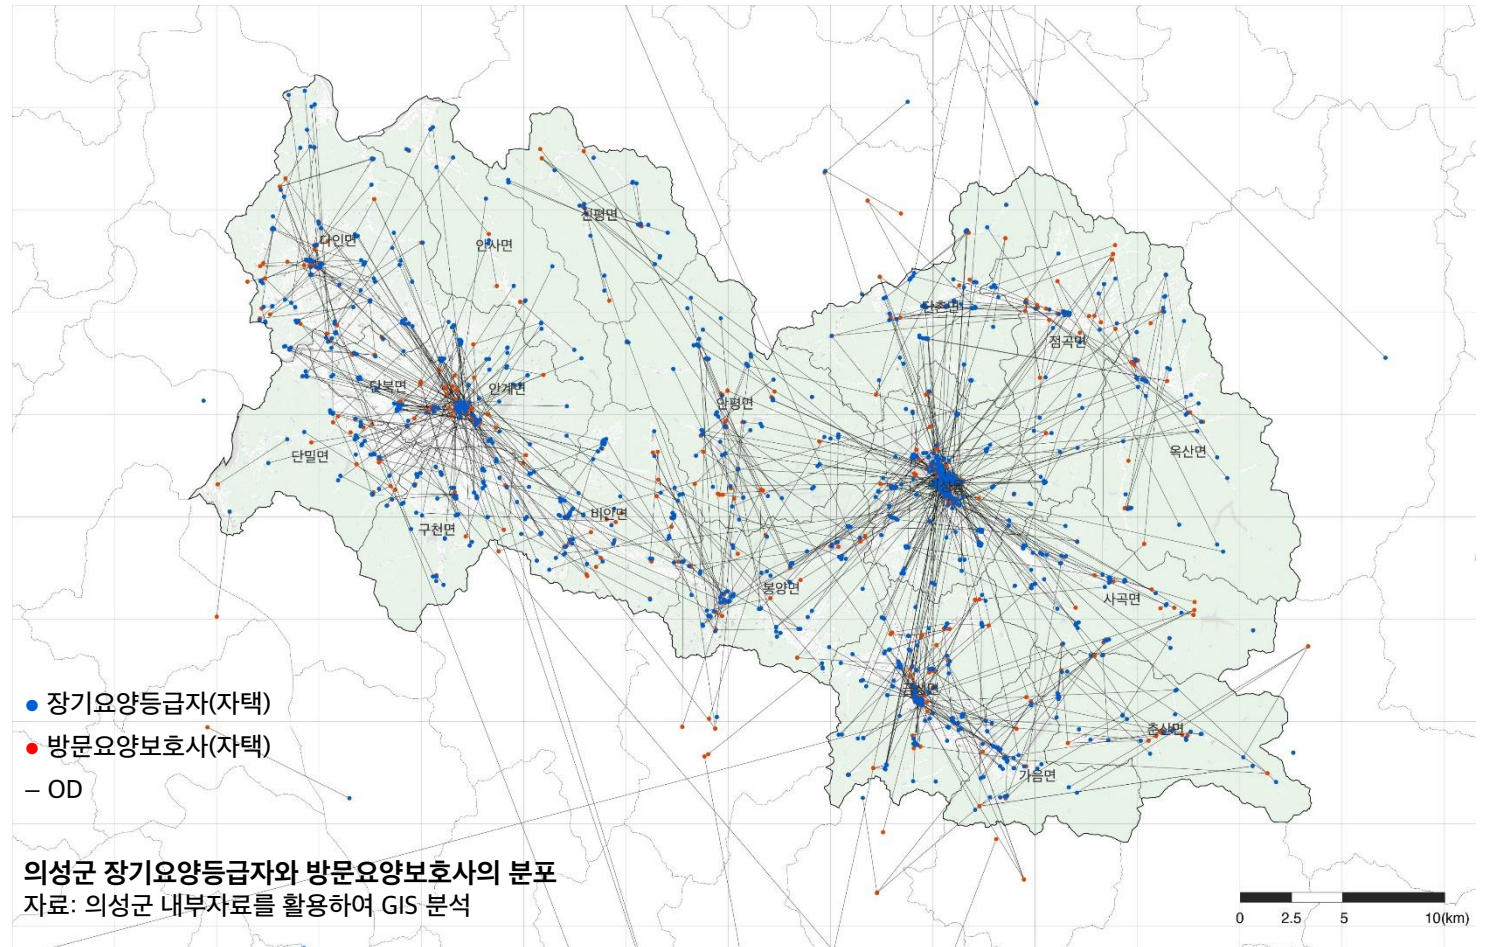 신평면
다인면
안사면
단촌면
점곡면
단북면
안계면
안평면
옥산면
단밀면
비안면
구천면
봉양면
사곡면
금성면
춘산면
가음면
장기요양등급자(자택)
방문요양보호사(자택)
– OD
의성군 장기요양등급자와 방문요양보호사의 분포
자료: 의성군 내부자료를 활용하여 GIS 분석
0 2.5 5 10(km)